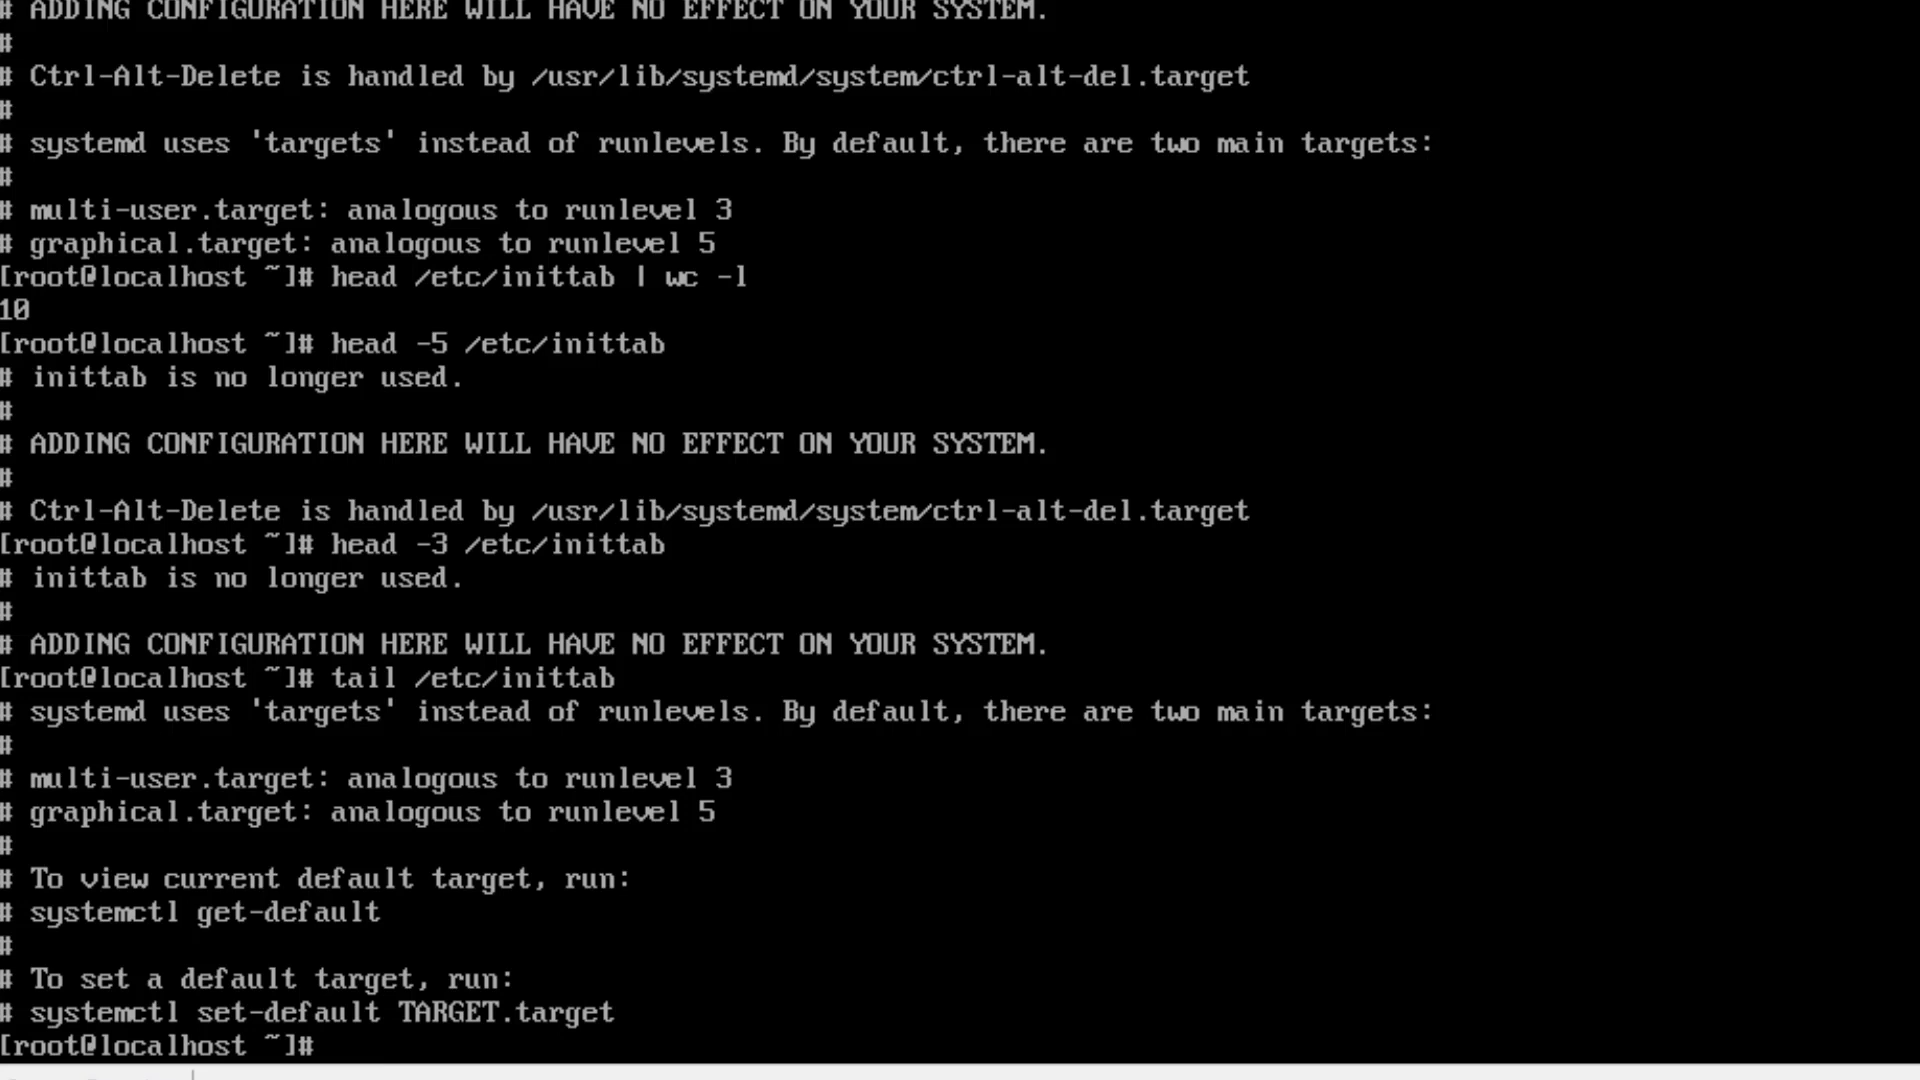 # ADDING CONFIGURATION HERE WILL HAVE NO EFFECT ON YOUR SYSTEM.
#
# Ctrl-Alt-Delete is handled by /usr/lib/systemd/system/ctrl-alt-del.target
#
# systemd uses 'targets' instead of runlevels. By default, there are two main targets:
#
# multi-user.target: analogous to runlevel 3
# graphical.target: analogous to runlevel 5
[root@localhost ~]# head /etc/inittab | wc -l
10
[root@localhost ~]# head -5 /etc/inittab
# inittab is no longer used.
#
# ADDING CONFIGURATION HERE WILL HAVE NO EFFECT ON YOUR SYSTEM.
#
# Ctrl-Alt-Delete is handled by /usr/lib/systemd/system/ctrl-alt-del.target
[root@localhost ~]# head -3 /etc/inittab
# inittab is no longer used.
#
# ADDING CONFIGURATION HERE WILL HAVE NO EFFECT ON YOUR SYSTEM.
[root@localhost ~]# tail /etc/inittab
# systemd uses 'targets' instead of runlevels. By default, there are two main targets:
#
# multi-user.target: analogous to runlevel 3
# graphical.target: analogous to runlevel 5
#
# To view current default target, run:
# systemctl get-default
#
# To set a default target, run:
# systemctl set-default TARGET.target
[root@localhost ~]#